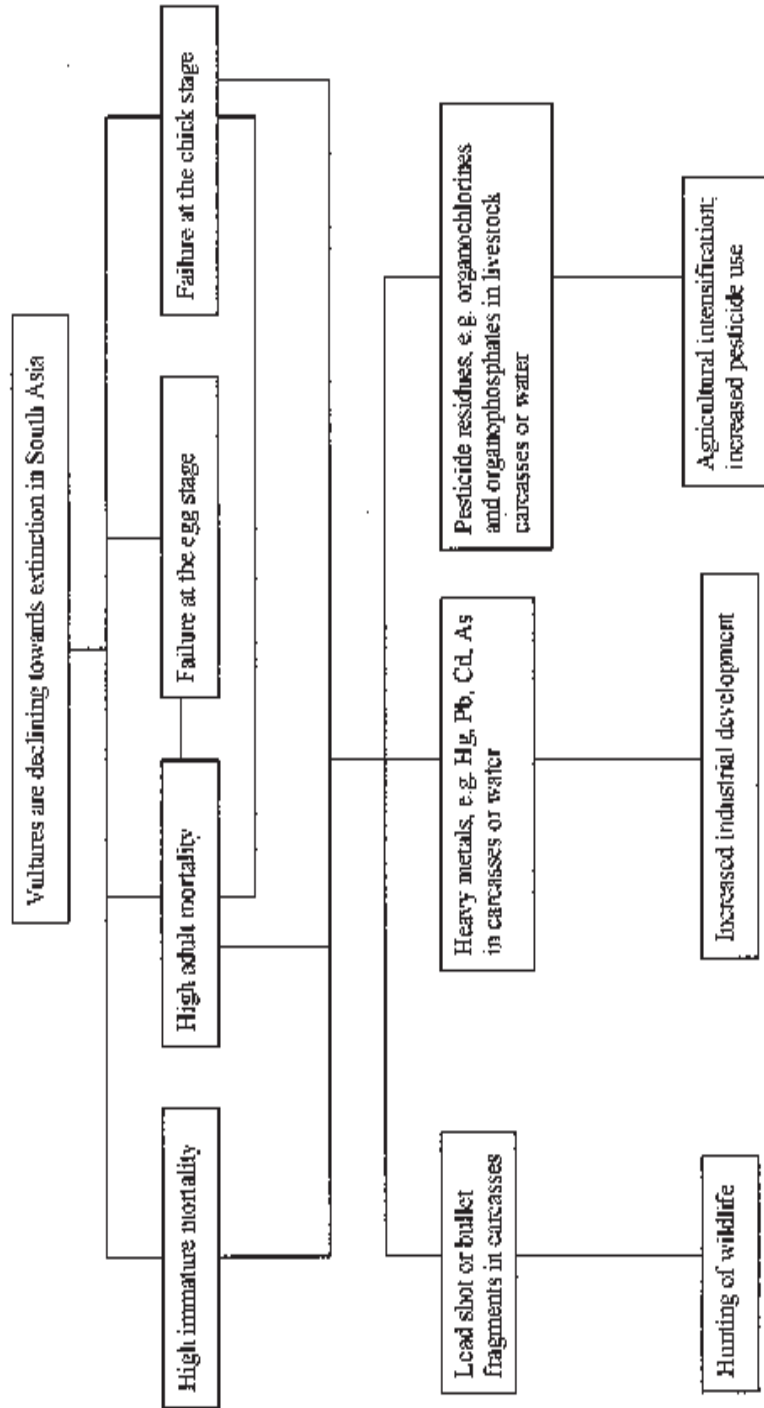 Vultures are declining towards extinction in South Asia
High immature mortality
High adult mortality
Failure at the egg stage
Failure at the chick stage
Lead shot or bullet
fragments in carcasses
Heavy metals, e.g. Hg, Pb, Cd, As
in carcasses or water
Pesticide residues, e.g. organochlorines
and organophosphates in livestock
carcasses or water
Hunting of wildlife
Increased industrial development
Agricultural intensification;
increased pesticide use